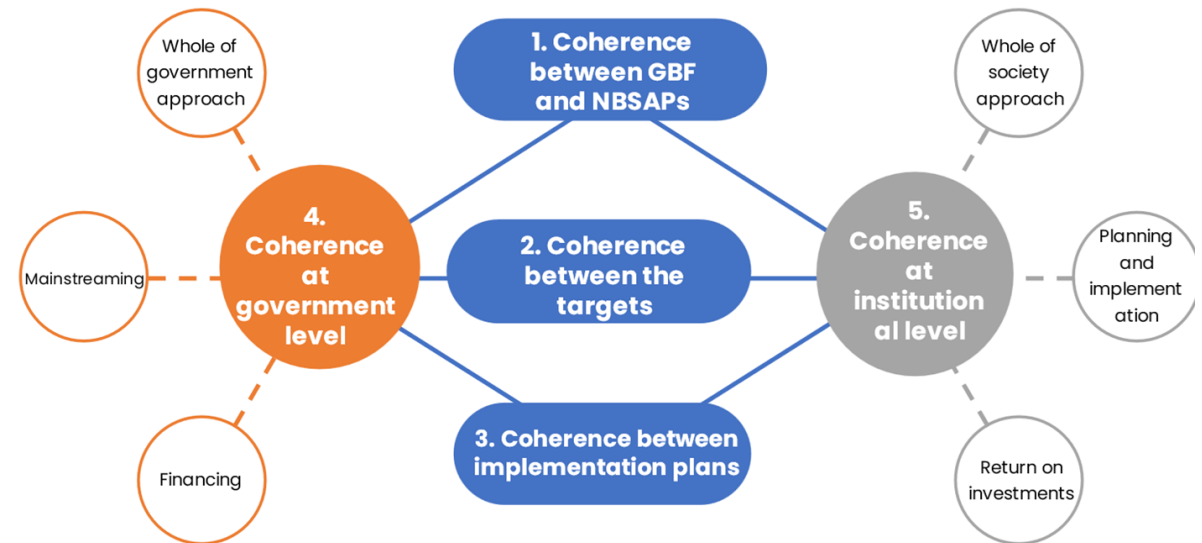 Whole of
government
approach
Mainstreaming
Financing
4.
Coherence
at
government
level
1. Coherence
between GBF
and NBSAPs
2. Coherence
between the
targets
3. Coherence between
implementation plans
5.
Coherence
at
institution
al level
Whole of
society
approach
Planning
and
implement
ation
Return on
investments